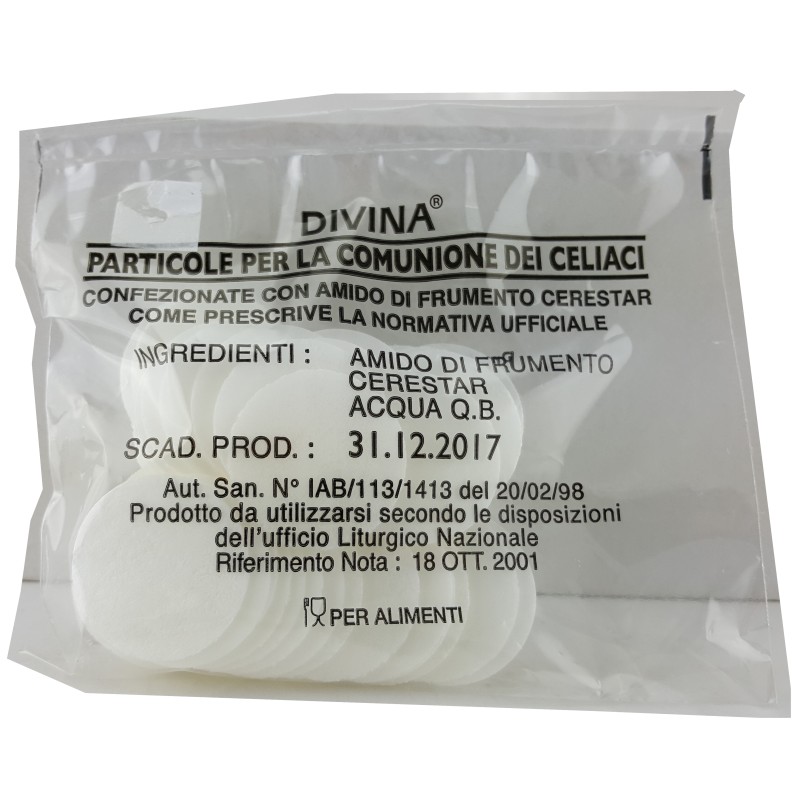 DIVINA®
PARTICOLE PER LA COMUNIONE DEI CELIACI
CONFEZIONATE CON AMIDO DI FRUMENTO CERESTAR
COME PRESCRIVE LA NORMATIVA UFFICIALE
INGREDIENTI : AMIDO DI FRUMENTO
CERESTAR
ACQUA Q.B.
SCAD. PROD. : 31.12.2017
Aut. San. N° IAB/113/1413 del 20/02/98
Prodotto da utilizzarsi secondo le disposizioni
dell'ufficio Liturgico Nazionale
Riferimento Nota : 18 OTT. 2001
PER ALIMENTI